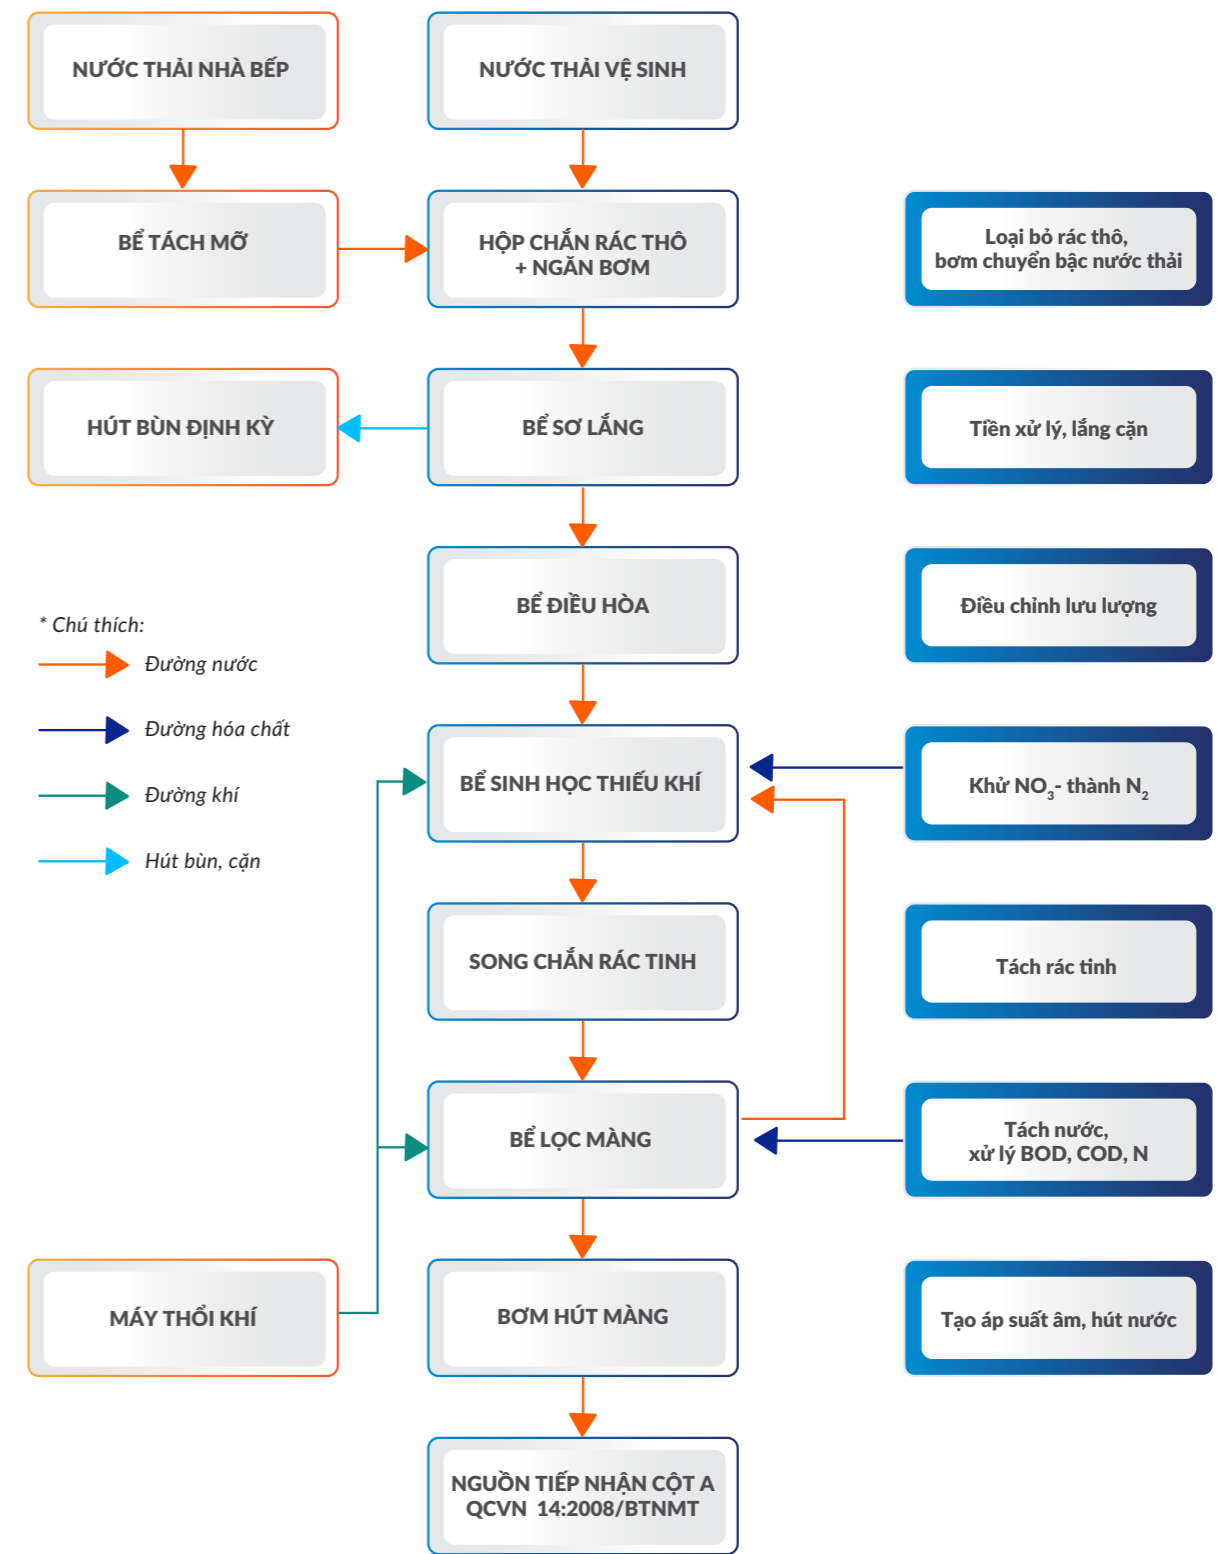 NƯỚC THẢI NHÀ BẾP
NƯỚC THẢI VỆ SINH
BỂ TÁCH MỠ
HỘP CHẮN RÁC THÔ
+ NGĂN BƠM
Loại bỏ rác thô,
bơm chuyển bậc nước thải
HÚT BÙN ĐỊNH KỲ
BỂ SƠ LẮNG
Tiền xử lý, lắng cặn
BỂ ĐIỀU HÒA
Điều chỉnh lưu lượng
* Chú thích:
Đường nước
Đường hóa chất
Đường khí
Hút bùn, cặn
BỂ SINH HỌC THIẾU KHÍ
Khử NO₃- thành N₂
SONG CHẮN RÁC TINH
Tách rác tinh
BỂ LỌC MÀNG
Tách nước,
xử lý BOD, COD, N
MÁY THỔI KHÍ
BƠM HÚT MÀNG
Tạo áp suất âm, hút nước
NGUỒN TIẾP NHẬN CỘT A
QCVN 14:2008/BTNMT